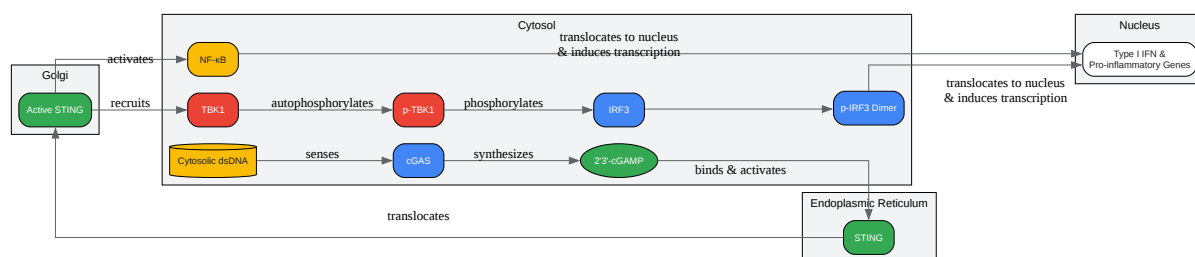 Cytosol
Nucleus
translocates to nucleus
& induces transcription
activates
NF-κB
Type I IFN &
Pro-inflammatory Genes
Golgi
translocates to nucleus
& induces transcription
Active STING
recruits
TBK1
autophosphorylates
p-TBK1
phosphorylates
IRF3
p-IRF3 Dimer
Cytosolic dsDNA
senses
cGAS
synthesizes
2'3'-cGAMP
binds & activates
Endoplasmic Reticulum
translocates
STING